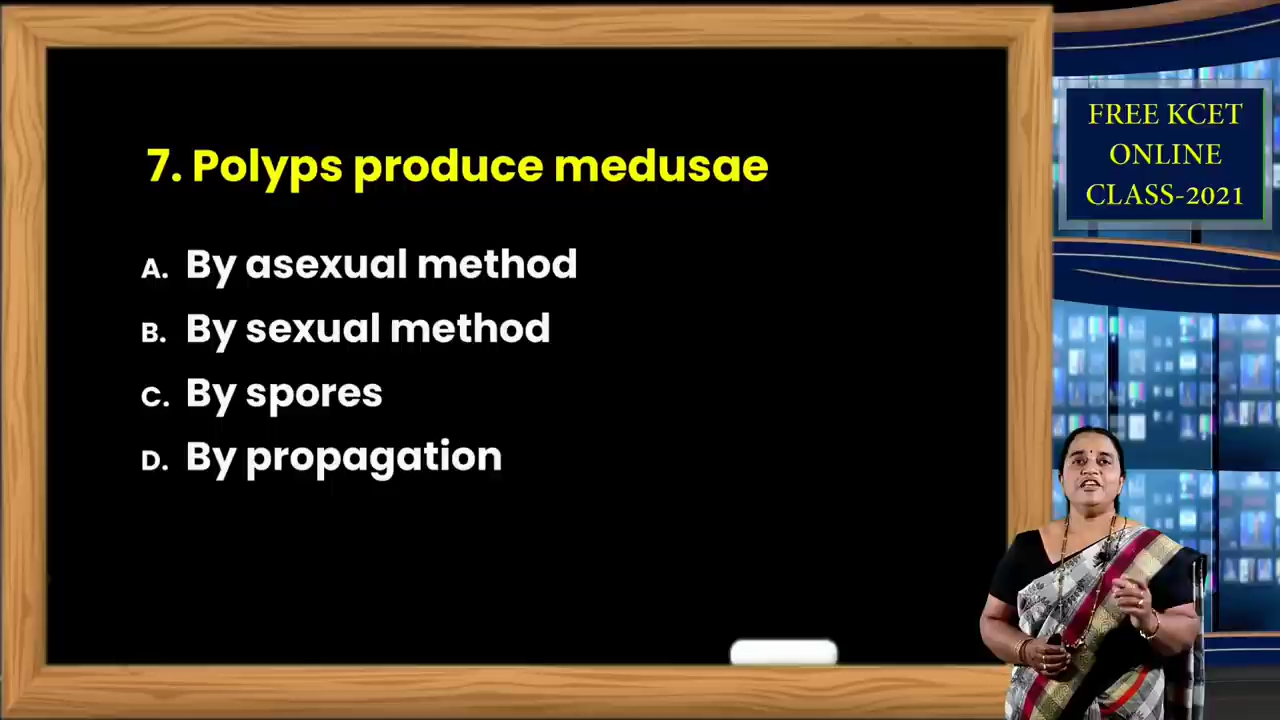 7. Polyps produce medusae
A. By asexual method
B. By sexual method
C. By spores
D. By propagation
FREE KCET
ONLINE
CLASS-2021